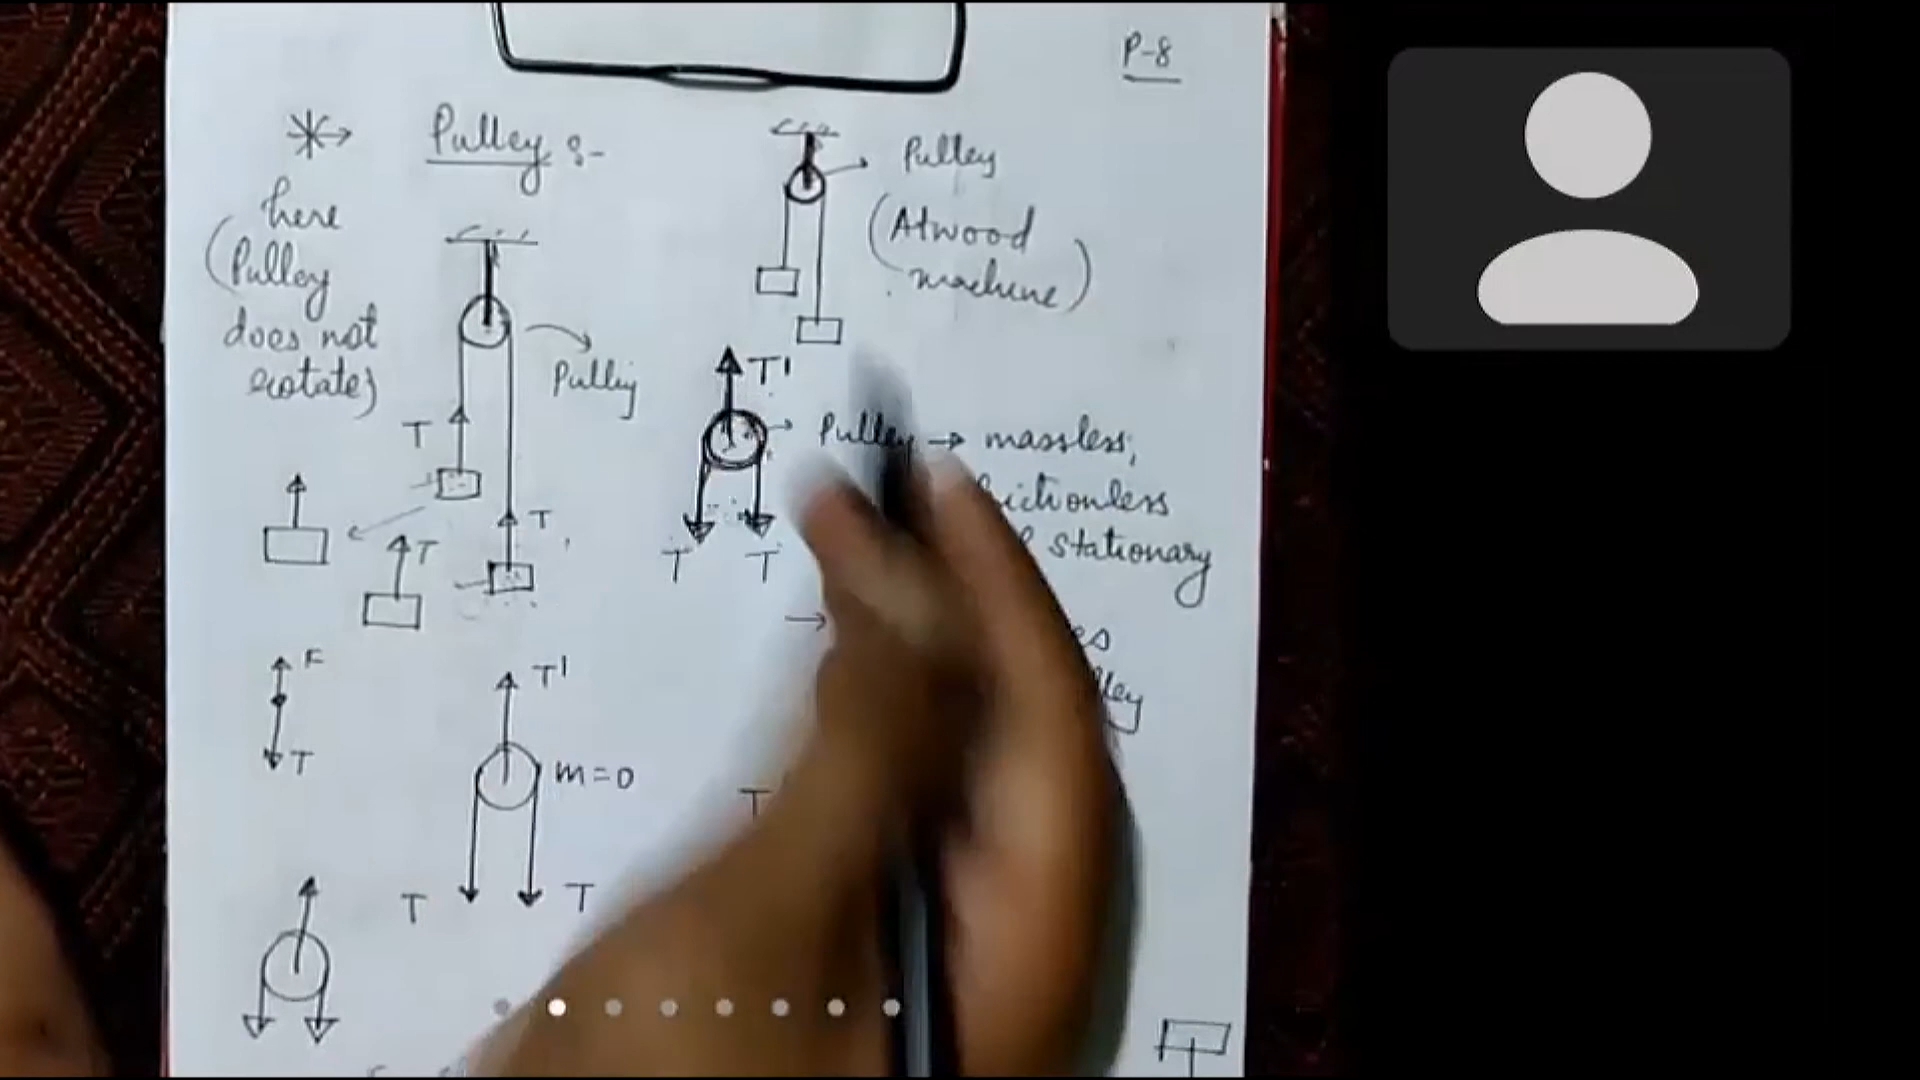 P-8
Pulley :-
Pulley
(Atwood
machine)
here
(Pulley
does not
rotate)
Pulley
T
T
T
T'
Pulley → massless,
stationary
T T
F
T
T'
m=0
T T
T